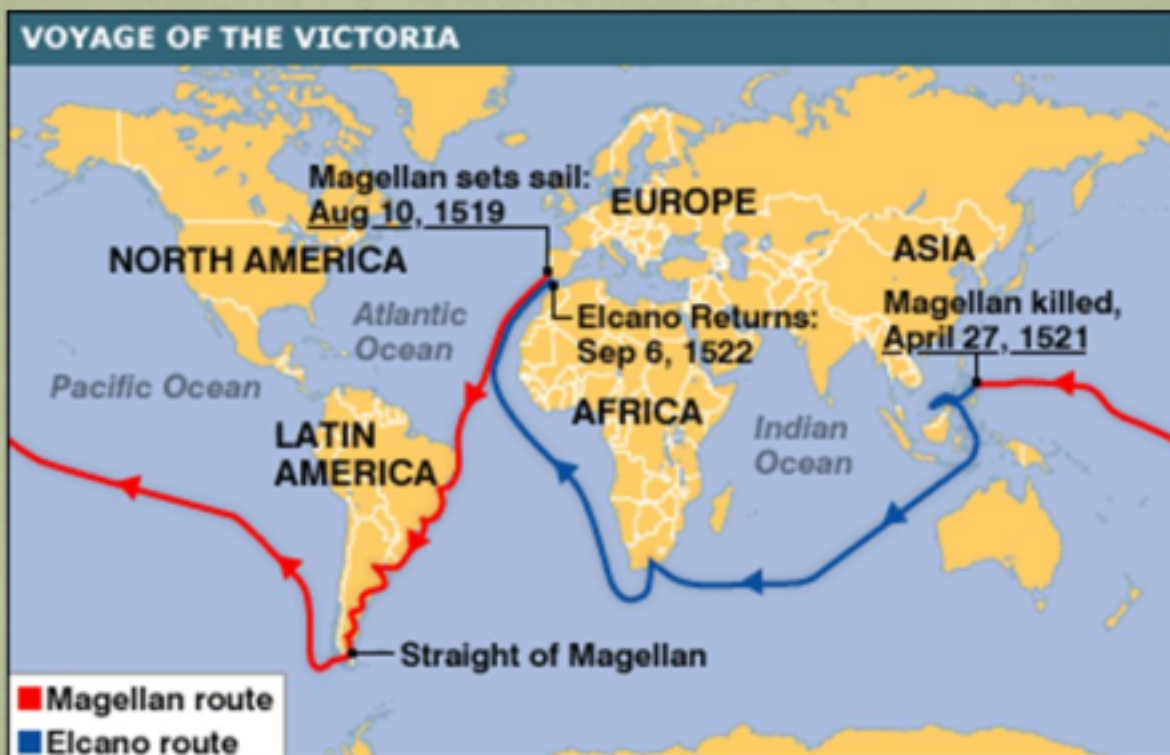 VOYAGE OF THE VICTORIA
Magellan sets sail:
Aug 10, 1519
EUROPE
NORTH AMERICA
ASIA
Atlantic
Ocean
Elcano Returns:
Sep 6, 1522
Magellan killed,
April 27, 1521
Pacific Ocean
AFRICA
LATIN
AMERICA
Indian
Ocean
Straight of Magellan
Magellan route
Elcano route